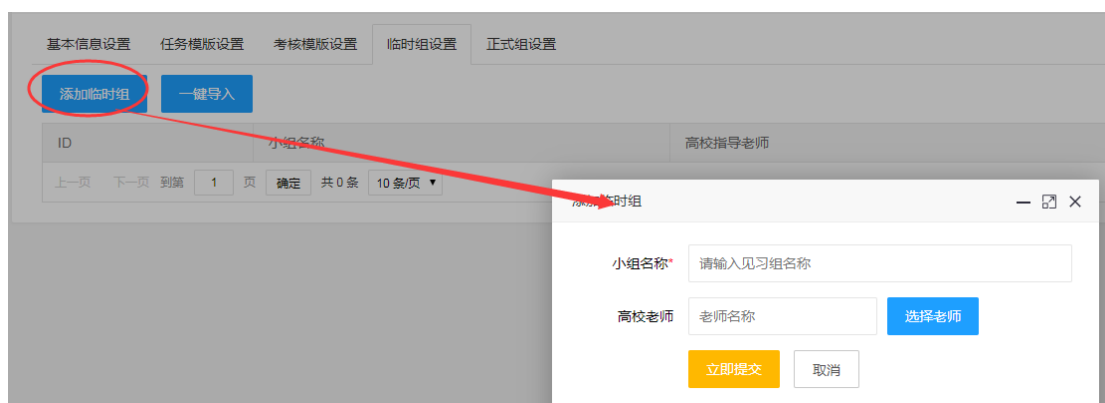 基本信息设置 任务模版设置 考核模版设置 临时组设置 正式组设置
添加临时组 一健导入
ID 小组名称 高校指导老师
上一页 下一页 到第 1 页 确定 共 0 条 10 条/页
添加临时组
小组名称* 请输入见习组名称
高校老师 老师名称 选择老师
立即提交 取消